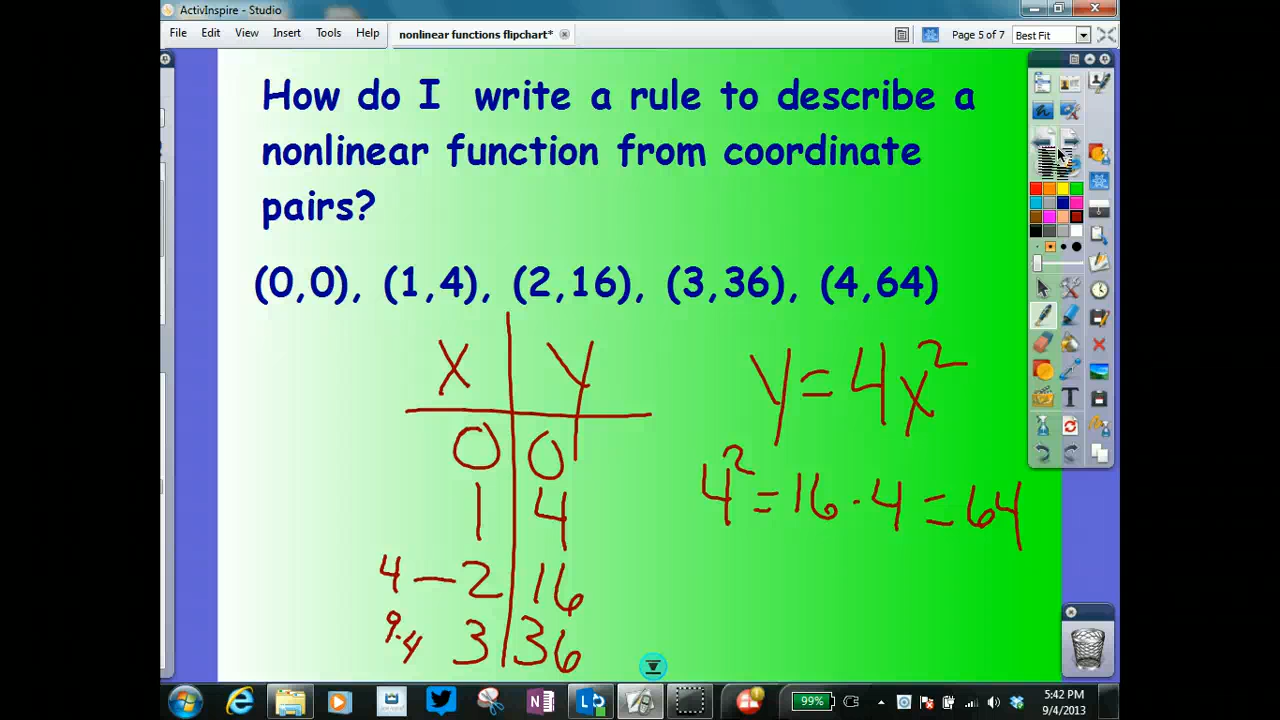 ActivInspire - Studio
File Edit View Insert Tools Help nonlinear functions flipchart* Page 5 of 7 Best Fit
How do I write a rule to describe a
nonlinear function from coordinate
pairs?
(0,0), (1,4), (2,16), (3,36), (4,64)
X Y
0 0
1 4
4 — 2 16
9·4 3 36
y = 4x²
4² = 16 · 4 = 64
99%
5:42 PM
9/4/2013